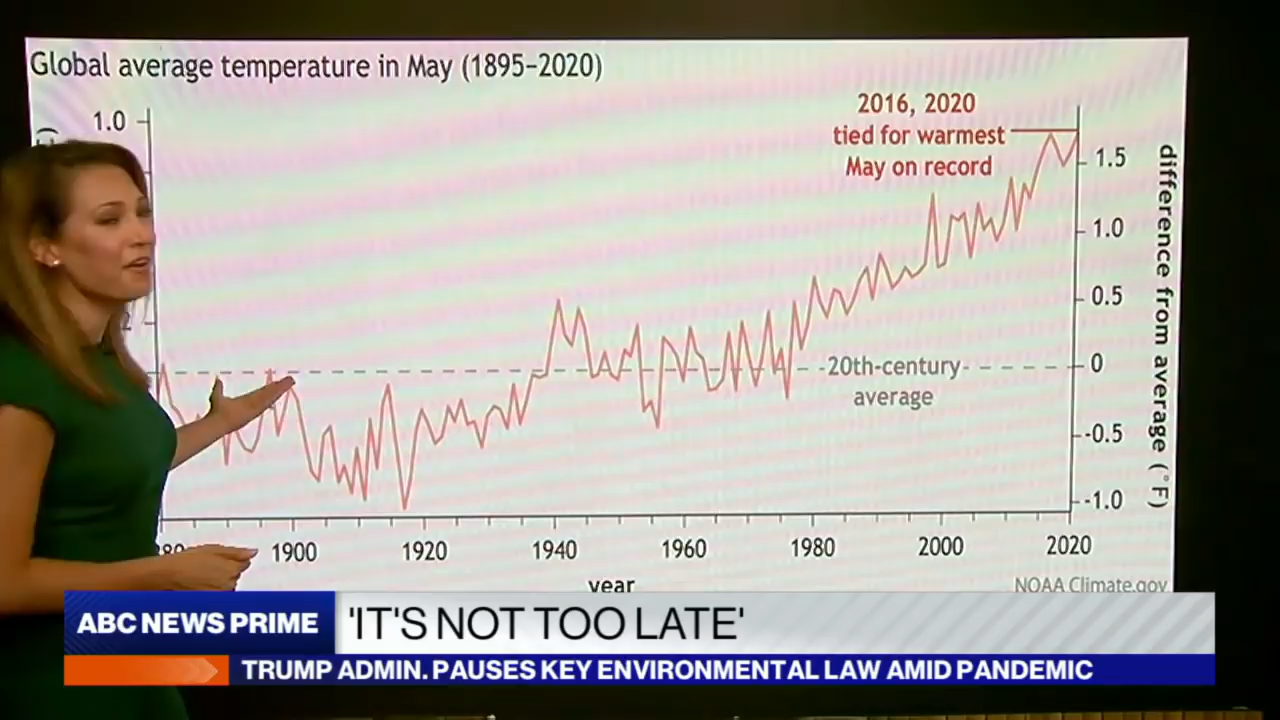 Global average temperature in May (1895-2020)
1.0
2016, 2020
tied for warmest
May on record
1.5
1.0
0.5
0
-0.5
-1.0
difference from average (°F)
20th-century
average
1900
1920
1940
1960
1980
2000
2020
year
NOAA Climate.gov
ABC NEWS PRIME
'IT'S NOT TOO LATE'
TRUMP ADMIN. PAUSES KEY ENVIRONMENTAL LAW AMID PANDEMIC